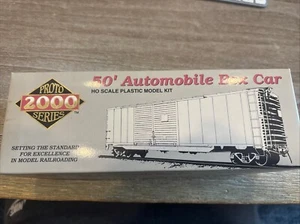 PROTO
2000
SERIES
TM
50' Automobile Box Car
HO SCALE PLASTIC MODEL KIT
SETTING THE STANDARD
FOR EXCELLENCE
IN MODEL RAILROADING